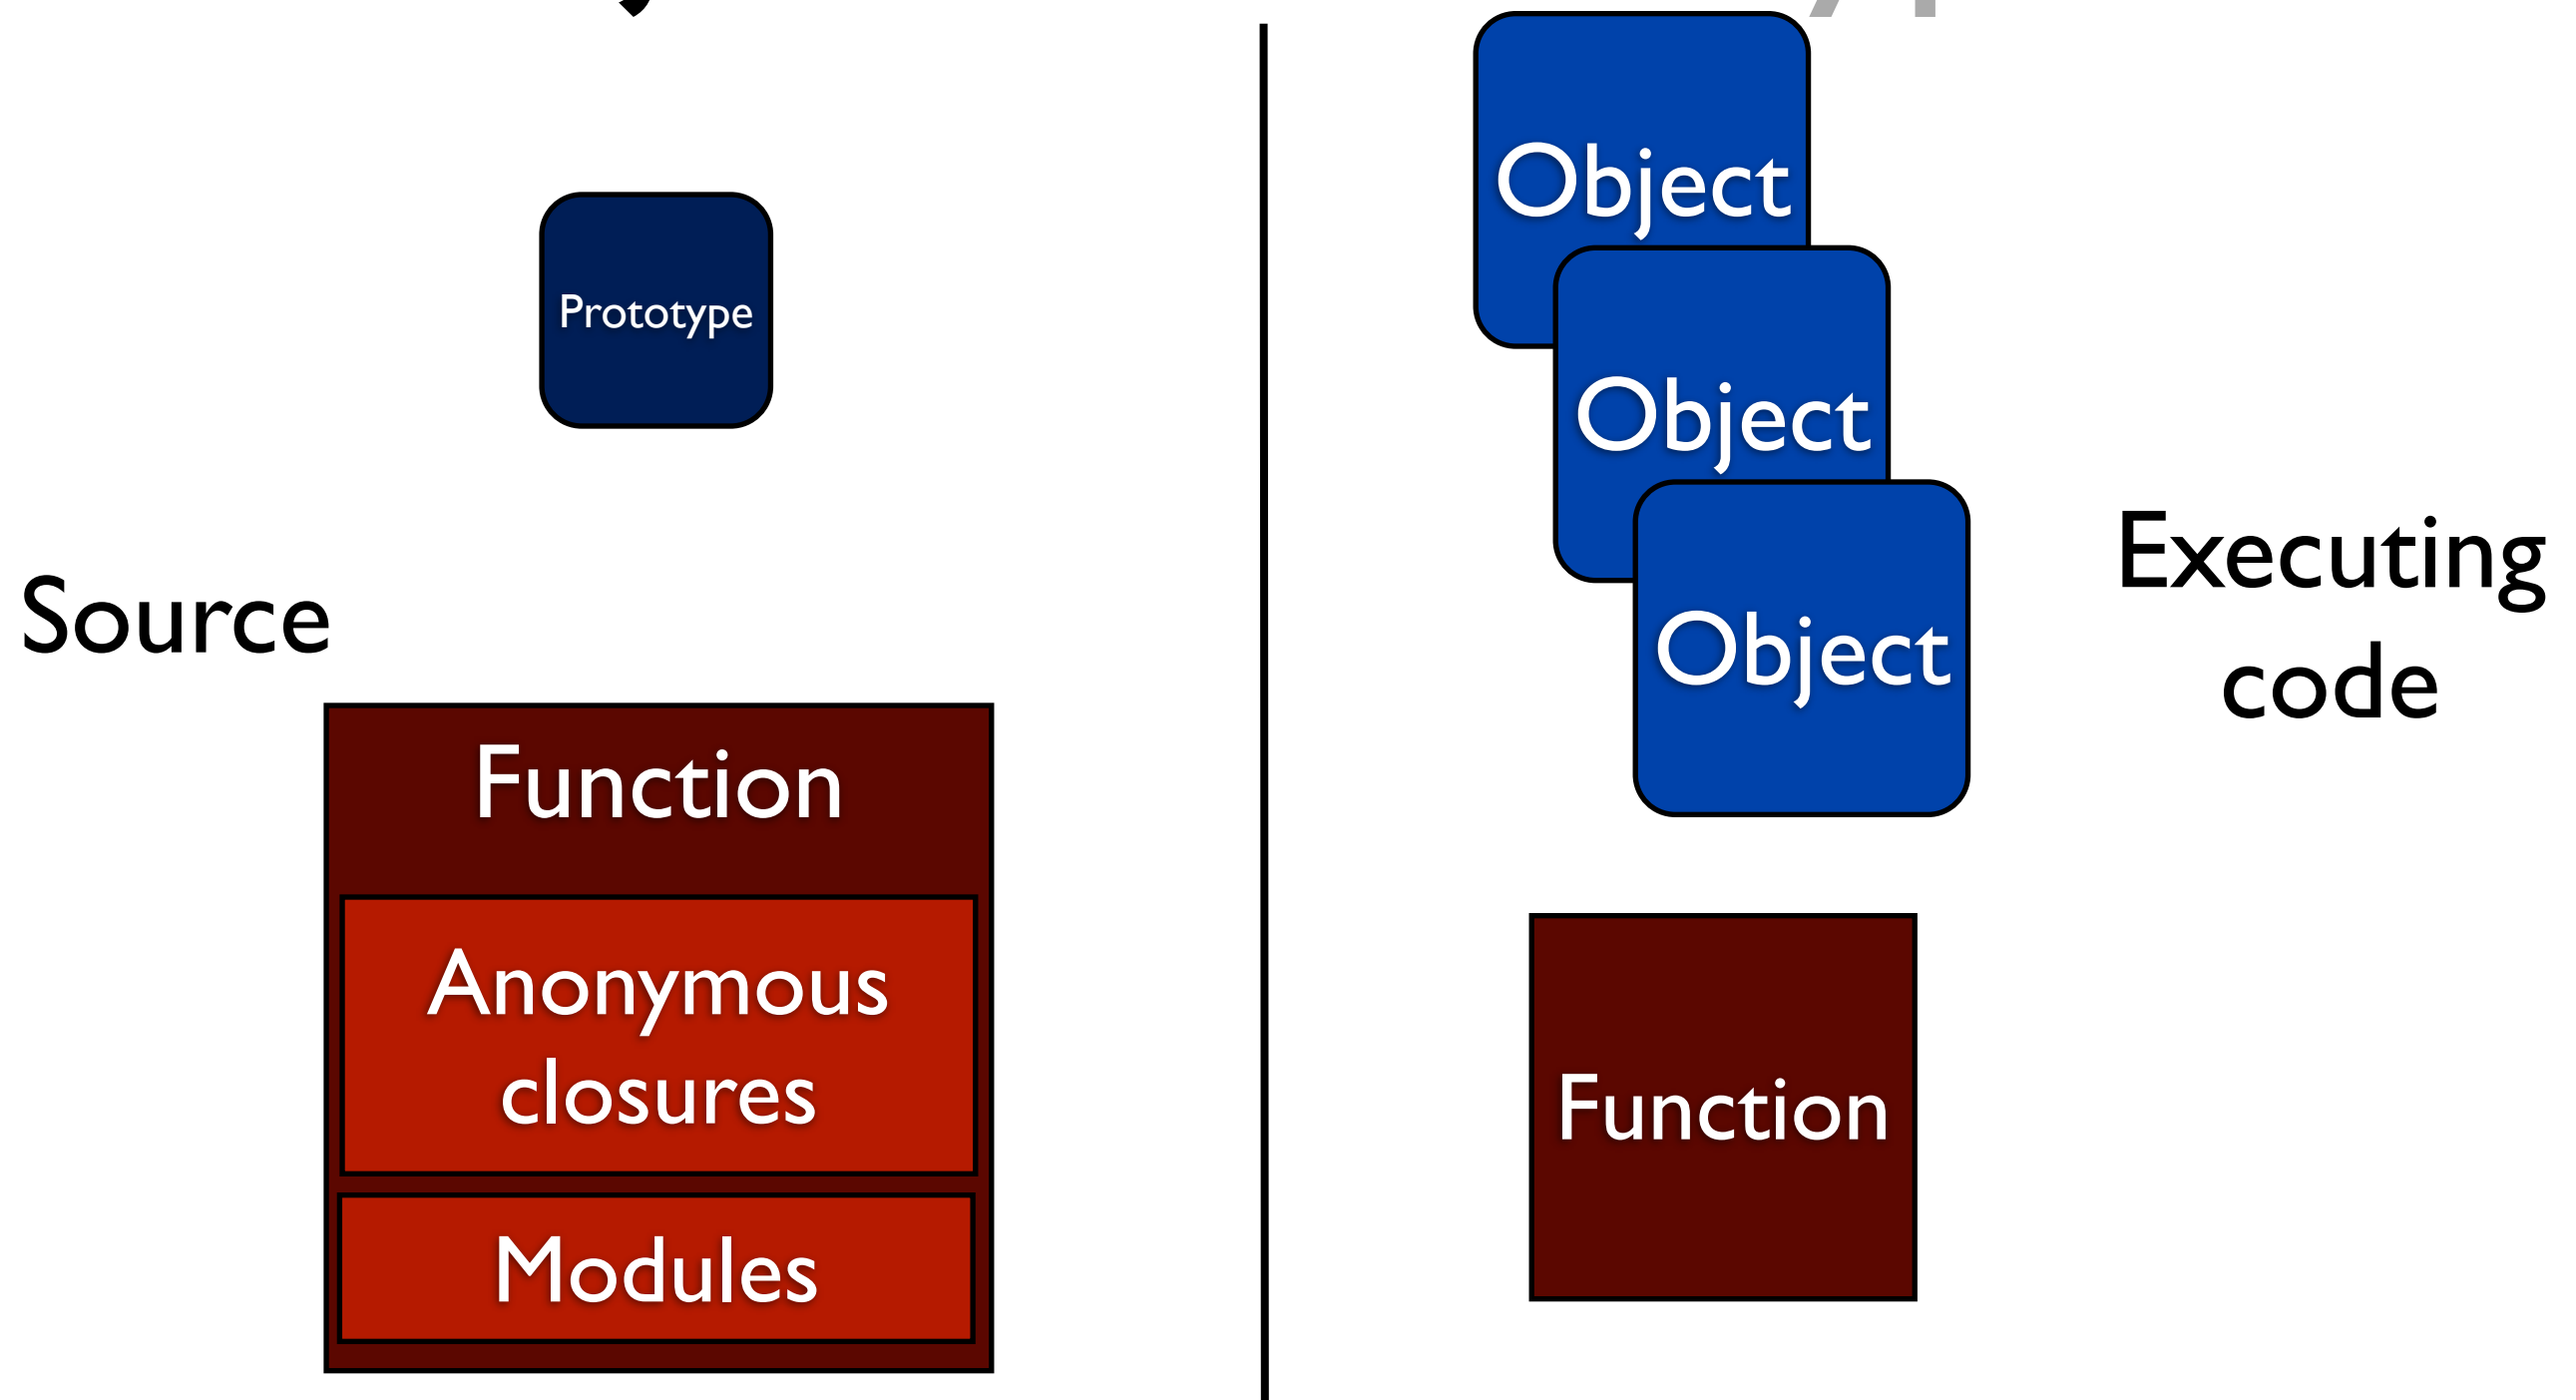 Prototype
Source
Function
Anonymous
closures
Modules
Object
Object
Object
Executing
code
Function